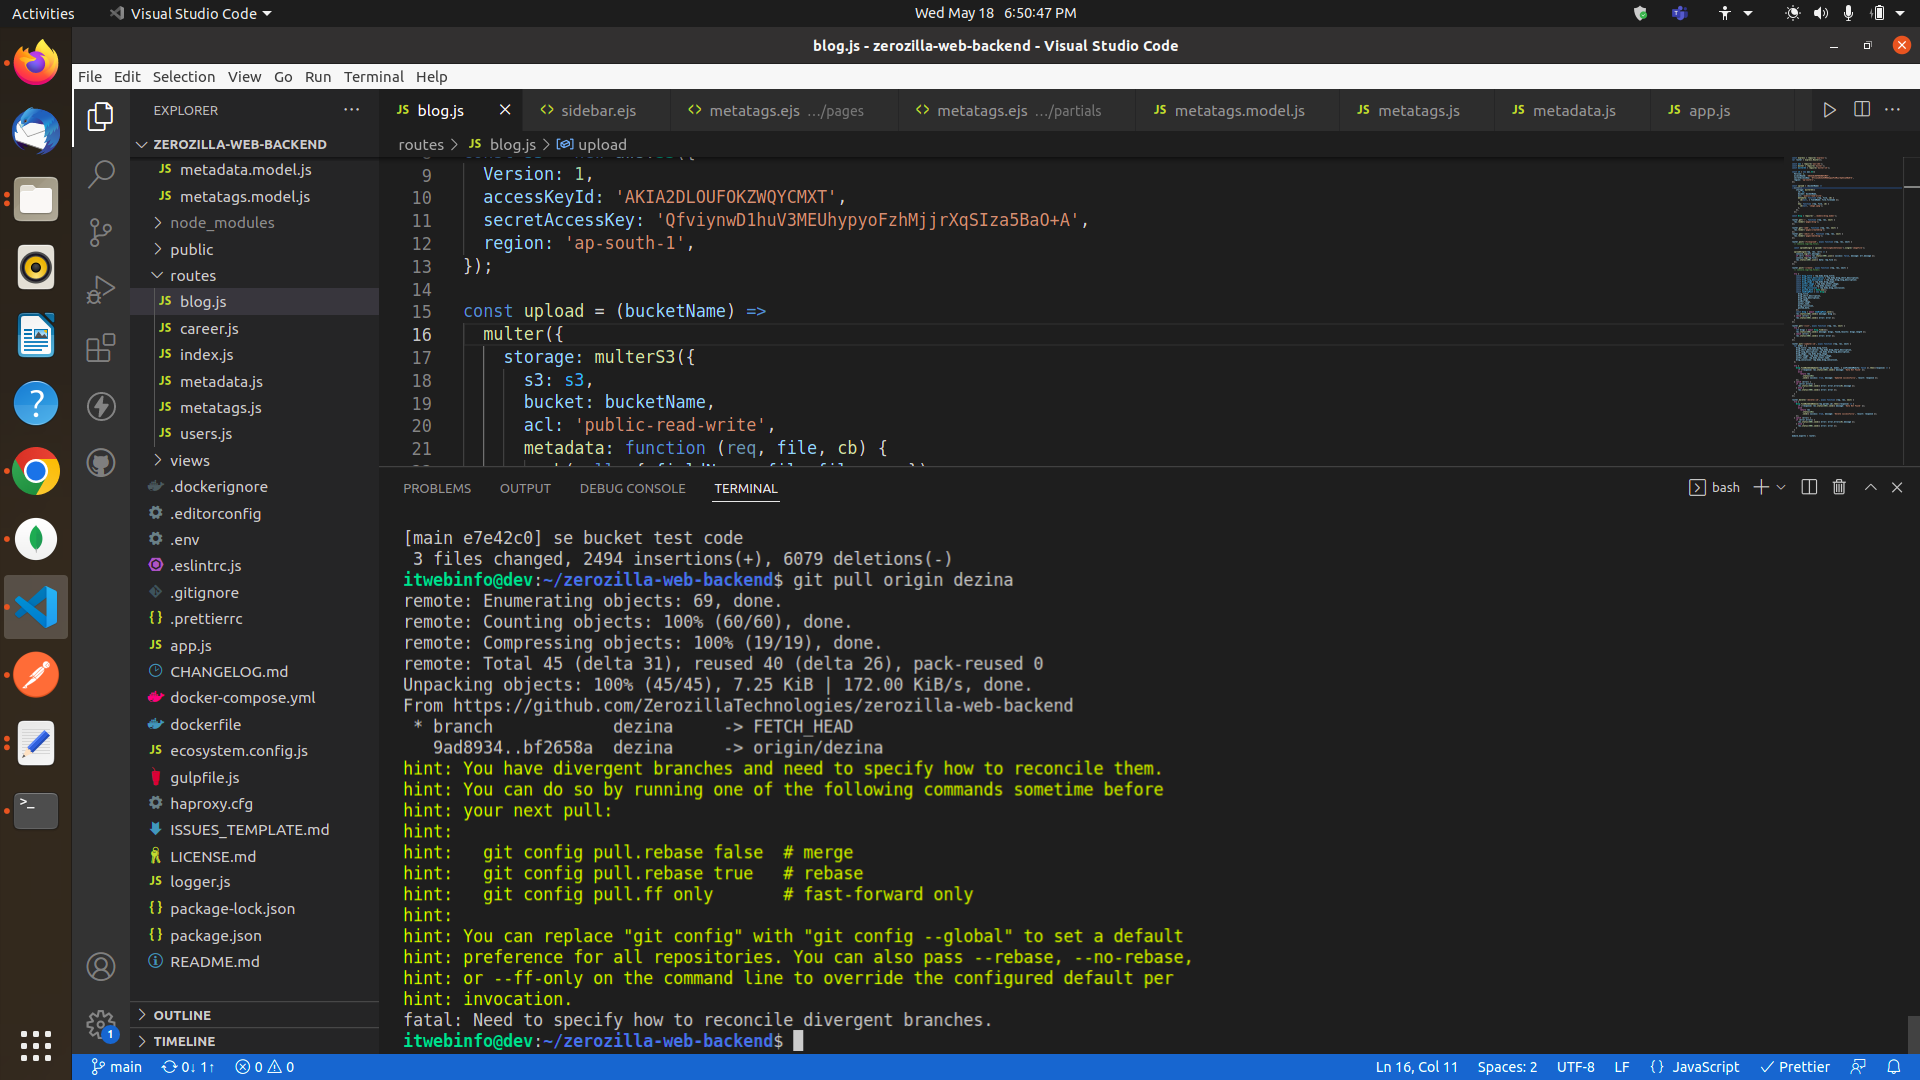 Activities
Visual Studio Code
Wed May 18 6:50:47 PM
blog.js - zerozilla-web-backend - Visual Studio Code
File Edit Selection View Go Run Terminal Help
EXPLORER
ZEROZILLA-WEB-BACKEND
metadata.model.js
metatags.model.js
node_modules
public
routes
blog.js
career.js
index.js
metadata.js
metatags.js
users.js
views
.dockerignore
.editorconfig
.env
.eslintrc.js
.gitignore
.prettierrc
app.js
CHANGELOG.md
docker-compose.yml
dockerfile
ecosystem.config.js
gulpfile.js
haproxy.cfg
ISSUES_TEMPLATE.md
LICENSE.md
logger.js
package-lock.json
package.json
README.md
OUTLINE
TIMELINE
JS blog.js
<> sidebar.ejs
<> metatags.ejs .../pages
<> metatags.ejs .../partials
JS metatags.model.js
JS metatags.js
JS metadata.js
JS app.js
routes > JS blog.js > upload
9 Version: 1,
10 accessKeyId: 'AKIA2DLOUFOKZWQYCMXT',
11 secretAccessKey: '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',
12 region: 'ap-south-1',
13 });
14
15 const upload = (bucketName) =>
16 multer({
17 storage: multerS3({
18 s3: s3,
19 bucket: bucketName,
20 acl: 'public-read-write',
21 metadata: function (req, file, cb) {
PROBLEMS OUTPUT DEBUG CONSOLE TERMINAL
bash
[main e7e42c0] se bucket test code
3 files changed, 2494 insertions(+), 6079 deletions(-)
itwebinfo@dev:~/zerozilla-web-backend$ git pull origin dezina
remote: Enumerating objects: 69, done.
remote: Counting objects: 100% (60/60), done.
remote: Compressing objects: 100% (19/19), done.
remote: Total 45 (delta 31), reused 40 (delta 26), pack-reused 0
Unpacking objects: 100% (45/45), 7.25 KiB | 172.00 KiB/s, done.
From https://github.com/ZerozillaTechnologies/zerozilla-web-backend
* branch dezina -> FETCH_HEAD
9ad8934..bf2658a dezina -> origin/dezina
hint: You have divergent branches and need to specify how to reconcile them.
hint: You can do so by running one of the following commands sometime before
hint: your next pull:
hint:
hint: git config pull.rebase false # merge
hint: git config pull.rebase true # rebase
hint: git config pull.ff only # fast-forward only
hint:
hint: You can replace "git config" with "git config --global" to set a default
hint: preference for all repositories. You can also pass --rebase, --no-rebase,
hint: or --ff-only on the command line to override the configured default per
hint: invocation.
fatal: Need to specify how to reconcile divergent branches.
itwebinfo@dev:~/zerozilla-web-backend$
main 0↓ 1↑ 0 0
Ln 16, Col 11 Spaces: 2 UTF-8 LF {} JavaScript Prettier